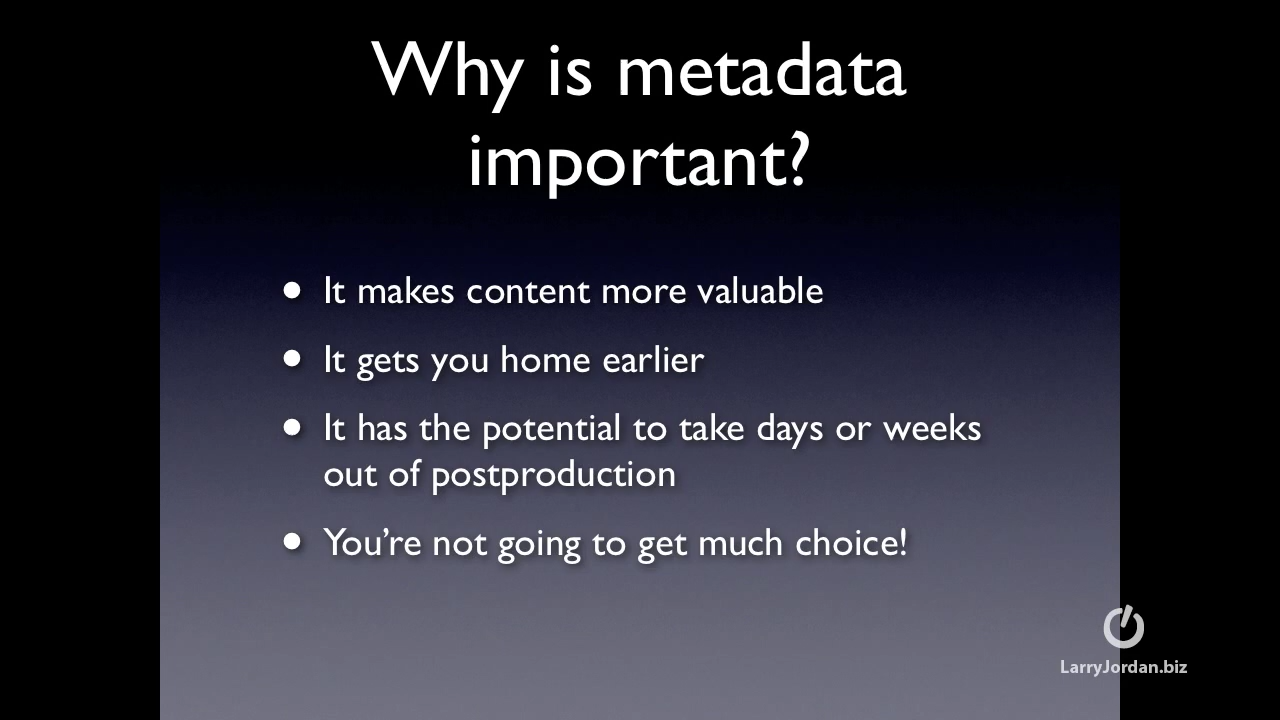 Why is metadata
important?
• It makes content more valuable
• It gets you home earlier
• It has the potential to take days or weeks
out of postproduction
• You’re not going to get much choice!
LarryJordan.biz